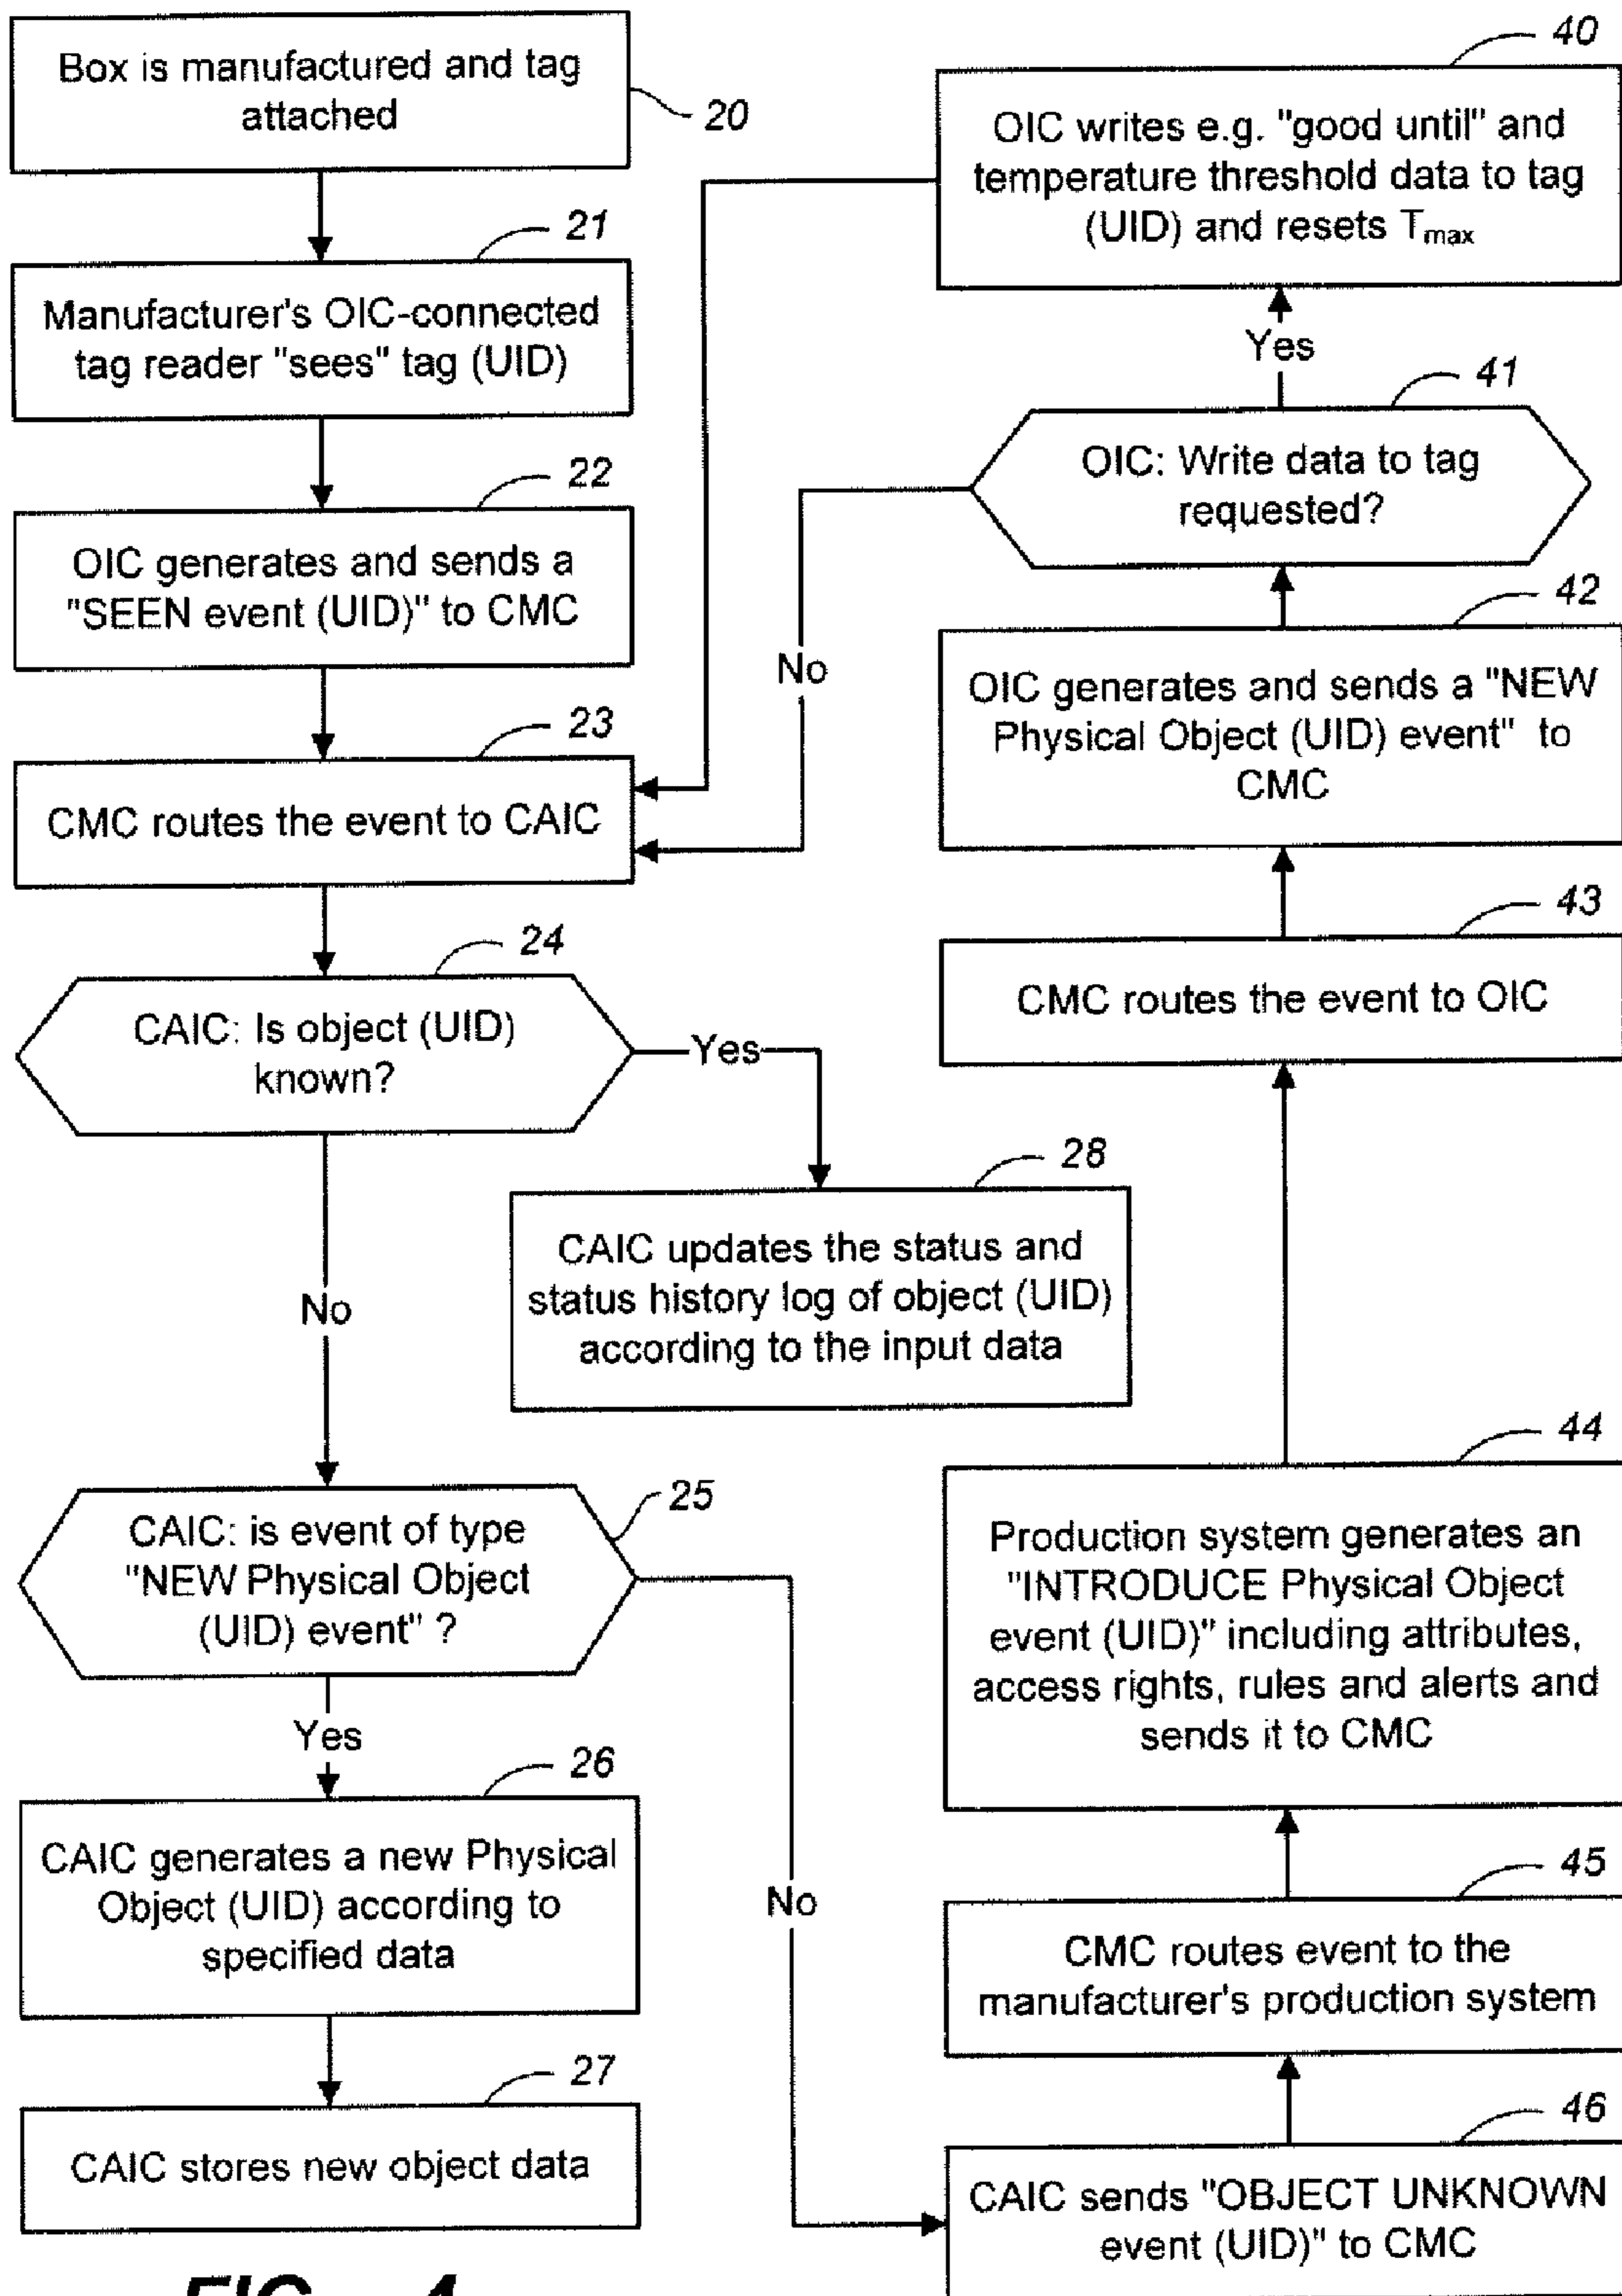 Box is manufactured and tag
attached
20
21
Manufacturer's OIC-connected
tag reader "sees" tag (UID)
22
OIC generates and sends a
"SEEN event (UID)" to CMC
23
CMC routes the event to CAIC
24
CAIC: Is object (UID)
known?
Yes
No
28
CAIC updates the status and
status history log of object (UID)
according to the input data
25
CAIC: is event of type
"NEW Physical Object
(UID) event" ?
Yes
No
26
CAIC generates a new Physical
Object (UID) according to
specified data
27
CAIC stores new object data
40
OIC writes e.g. "good until" and
temperature threshold data to tag
(UID) and resets Tmax
Yes
41
OIC: Write data to tag
requested?
No
42
OIC generates and sends a "NEW
Physical Object (UID) event" to
CMC
43
CMC routes the event to OIC
44
Production system generates an
"INTRODUCE Physical Object
event (UID)" including attributes,
access rights, rules and alerts and
sends it to CMC
45
CMC routes event to the
manufacturer's production system
46
CAIC sends "OBJECT UNKNOWN
event (UID)" to CMC
FIG. 4